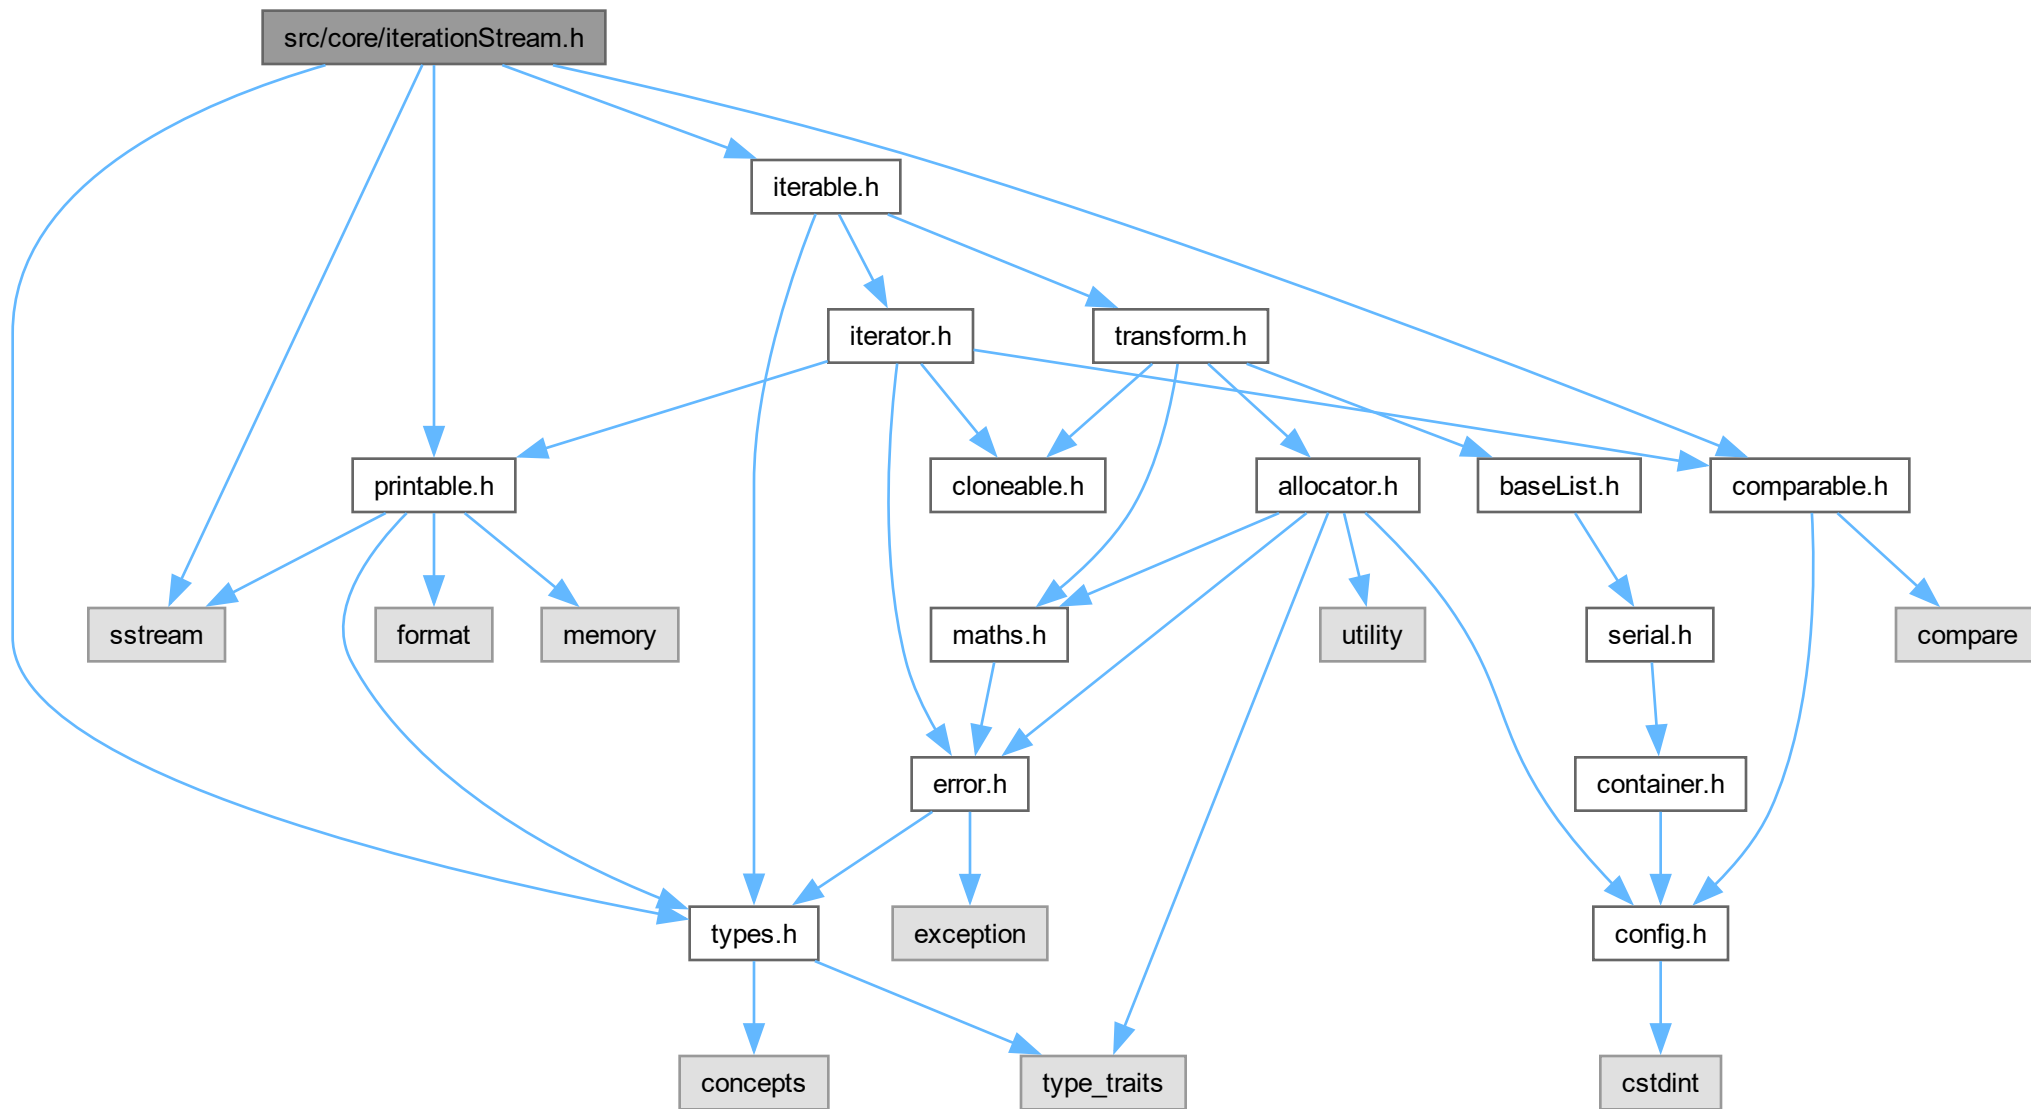 src/core/iterationStream.h
iterable.h
iterator.h
transform.h
printable.h
cloneable.h
allocator.h
baseList.h
comparable.h
sstream
format
memory
maths.h
utility
serial.h
compare
error.h
container.h
types.h
exception
config.h
concepts
type_traits
cstdint